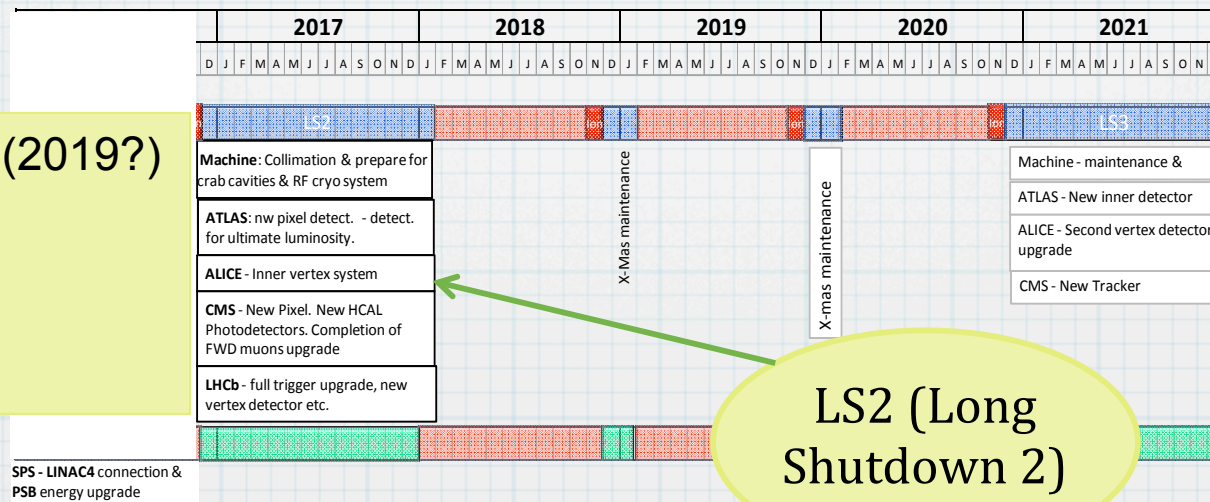 2017 2018 2019 2020 2021
D J F M A M J J A S O N D J F M A M J J A S O N D J F M A M J J A S O N D J F M A M J J A S O N D J F M A M J J A S O N
LS2 LS3
(2019?)
Machine: Collimation & prepare for
crab cavities & RF cryo system
ATLAS: nw pixel detect. - detect.
for ultimate luminosity.
ALICE - Inner vertex system
CMS - New Pixel. New HCAL
Photodetectors. Completion of
FWD muons upgrade
LHCb - full trigger upgrade, new
vertex detector etc.
X-Mas maintenance
X-mas maintenance
Machine - maintenance &
ATLAS - New inner detector
ALICE - Second vertex detector
upgrade
CMS - New Tracker
LS2 (Long
Shutdown 2)
SPS - LINAC4 connection &
PSB energy upgrade